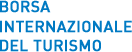 BORSA
INTERNAZIONALE
DEL TURISMO